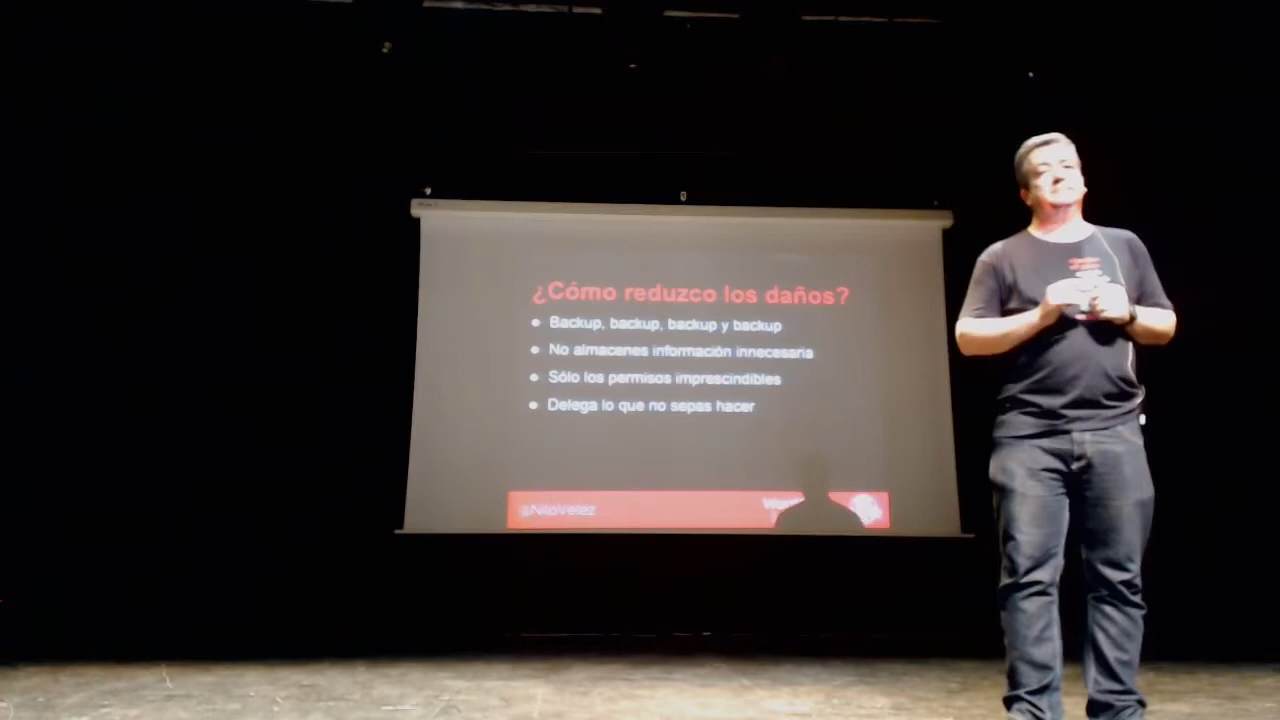 ¿Cómo reduzco los daños?
Backup, backup, backup y backup
No almacenes información innecesaria
Sólo los permisos imprescindibles
Delega lo que no sepas hacer
@NiloVelez